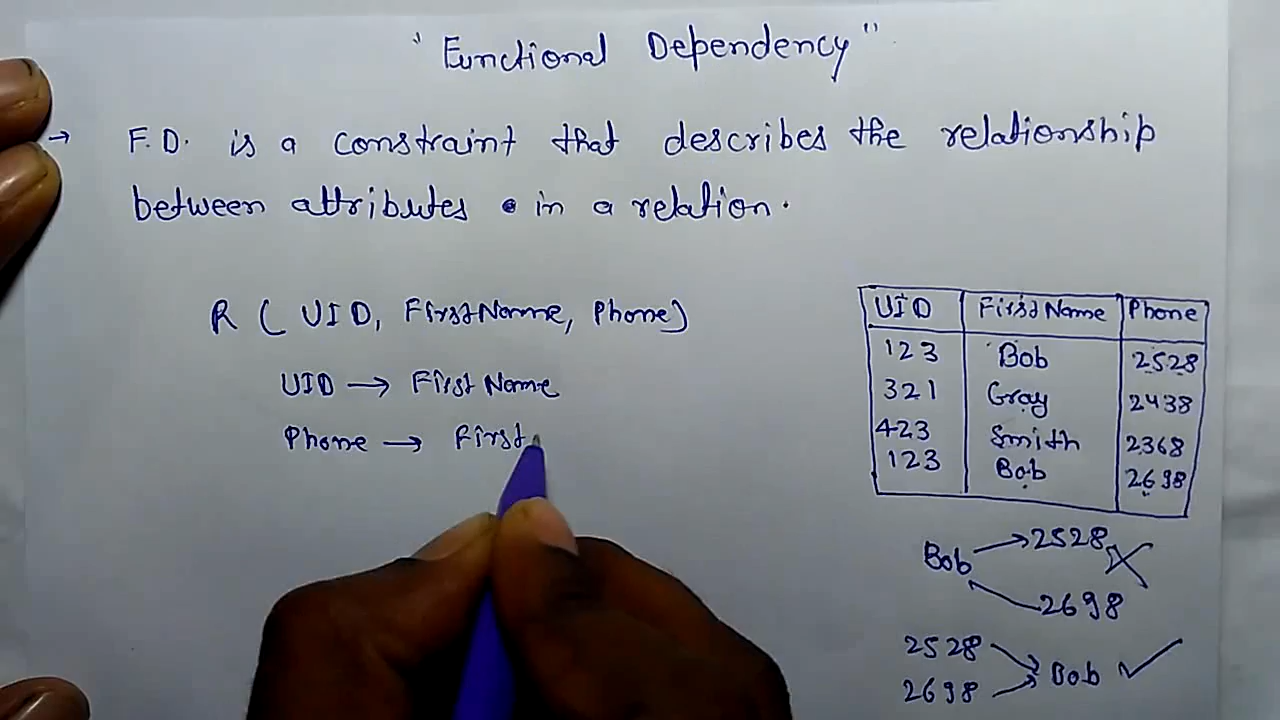 "Functional Dependency"
→ F.D. is a constraint that describes the relationship
between attributes in a relation.
R ( UID, FirstName, Phone)
UID → First Name
Phone → First
UID FirstName Phone
123 Bob 2528
321 Gray 2438
423 Smith 2368
123 Bob 2698
Bob → 2528 X
2698
2528
2698 → Bob ✓